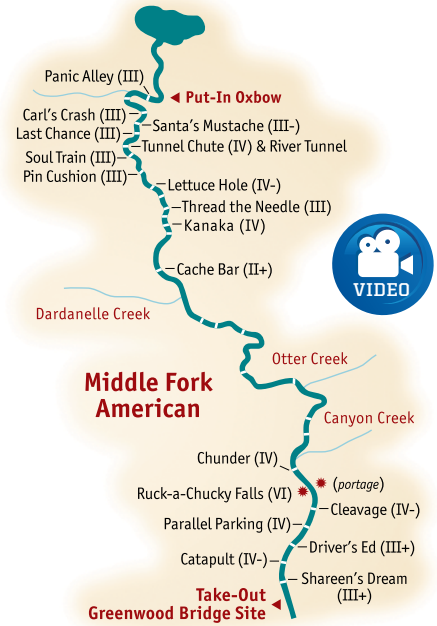 Panic Alley (III)
Put-In Oxbow
Carl's Crash (III)
Santa's Mustache (III-)
Last Chance (III)
Tunnel Chute (IV) & River Tunnel
Soul Train (III)
Pin Cushion (III)
Lettuce Hole (IV-)
Thread the Needle (III)
Kanaka (IV)
Cache Bar (II+)
VIDEO
Dardanelle Creek
Otter Creek
Middle Fork
American
Canyon Creek
Chunder (IV)
(portage)
Ruck-a-Chucky Falls (VI)
Cleavage (IV-)
Parallel Parking (IV)
Driver's Ed (III+)
Catapult (IV-)
Shareen's Dream
(III+)
Take-Out
Greenwood Bridge Site